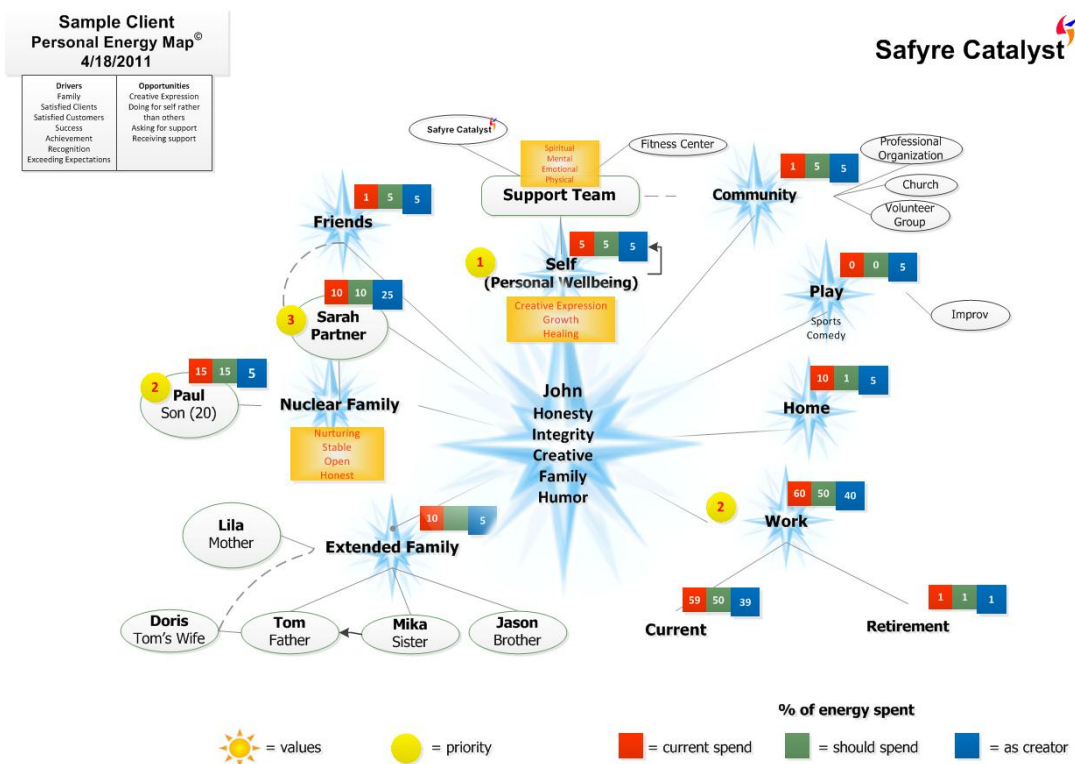 Sample Client
Personal Energy Map©
4/18/2011
Drivers
Family
Satisfied Clients
Satisfied Customers
Success
Achievement
Recognition
Exceeding Expectations
Opportunities
Creative Expression
Doing for self rather
than others
Asking for support
Receiving support
Safyre Catalyst
Safyre Catalyst
Spiritual
Mental
Emotional
Physical
Support Team
Fitness Center
1 5 5
Community
Professional
Organization
Church
Volunteer
Group
1 5 5
Friends
1
5 5 5
Self
(Personal Wellbeing)
Creative Expression
Growth
Healing
0 0 5
Play
Sports
Comedy
Improv
10 10 25
3
Sarah
Partner
15 15 5
2
Paul
Son (20)
Nuclear Family
Nurturing
Stable
Open
Honest
John
Honesty
Integrity
Creative
Family
Humor
10 1 5
Home
60 50 40
2
Work
59 50 39
Current
1 1 1
Retirement
10 5
Extended Family
Lila
Mother
Doris
Tom's Wife
Tom
Father
Mika
Sister
Jason
Brother
% of energy spent
= values
= priority
= current spend
= should spend
= as creator